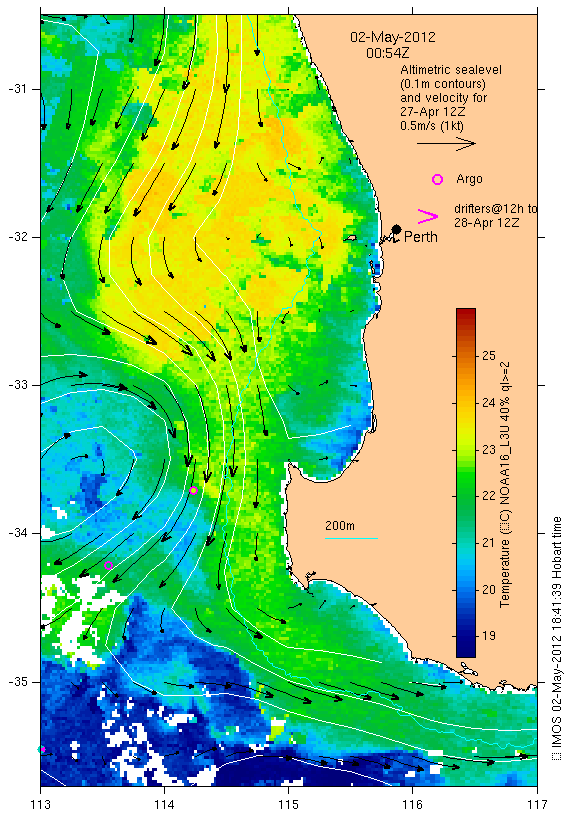 02-May-2012
00:54Z
Altimetric sealevel
(0.1m contours)
and velocity for
27-Apr 12Z
0.5m/s (1kt)
Argo
drifters@12h to
28-Apr 12Z
Perth
-31
-32
-33
-34
-35
25
24
23
22
21
20
19
Temperature (□C) NOAA16_L3U 40% ql>=2
200m
113
114
115
116
117
□ IMOS 02-May-2012 18:41:39 Hobart time